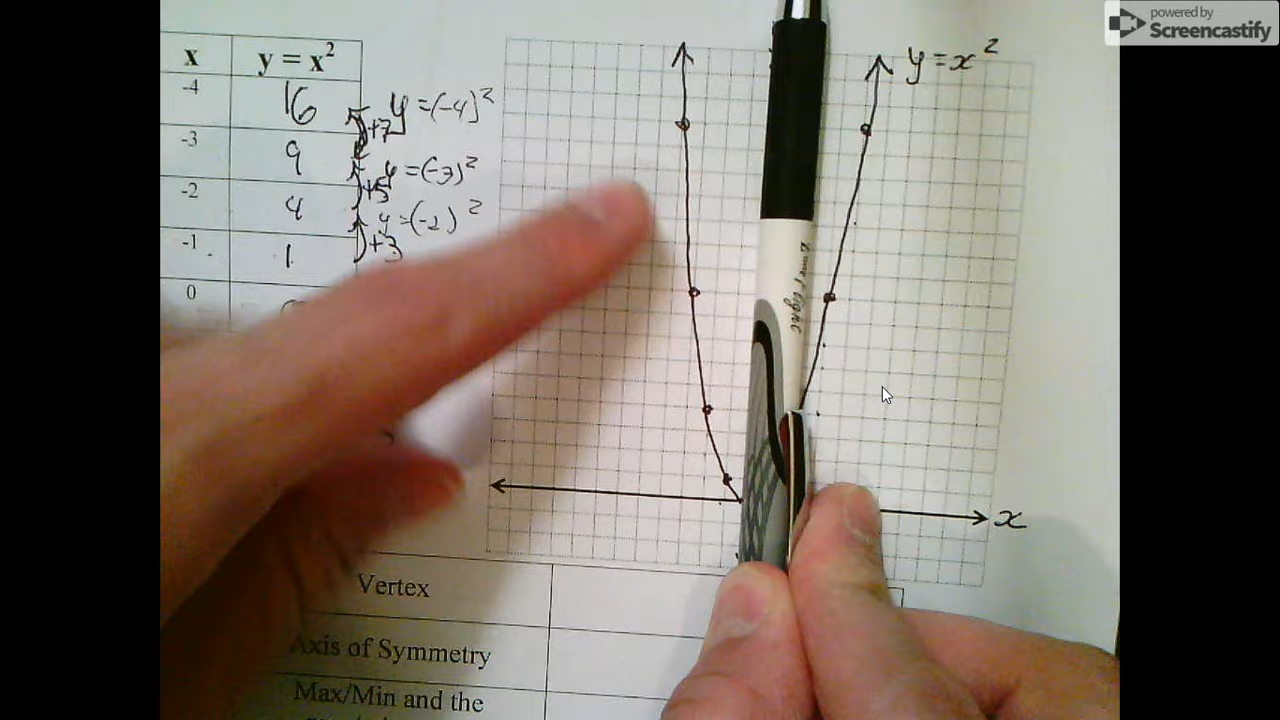 powered by
Screencastify
x y = x²
-4 16 +7 y = (-4)²
-3 9 +5 y = (-3)²
-2 4 +3 y = (-2)²
-1 1
0
y = x²
x
Vertex
Axis of Symmetry
Max/Min and the